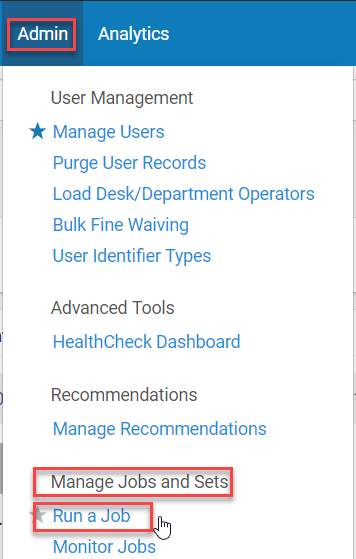 Admin Analytics
User Management
Manage Users
Purge User Records
Load Desk/Department Operators
Bulk Fine Waiving
User Identifier Types
Advanced Tools
HealthCheck Dashboard
Recommendations
Manage Recommendations
Manage Jobs and Sets
Run a Job
Monitor Jobs